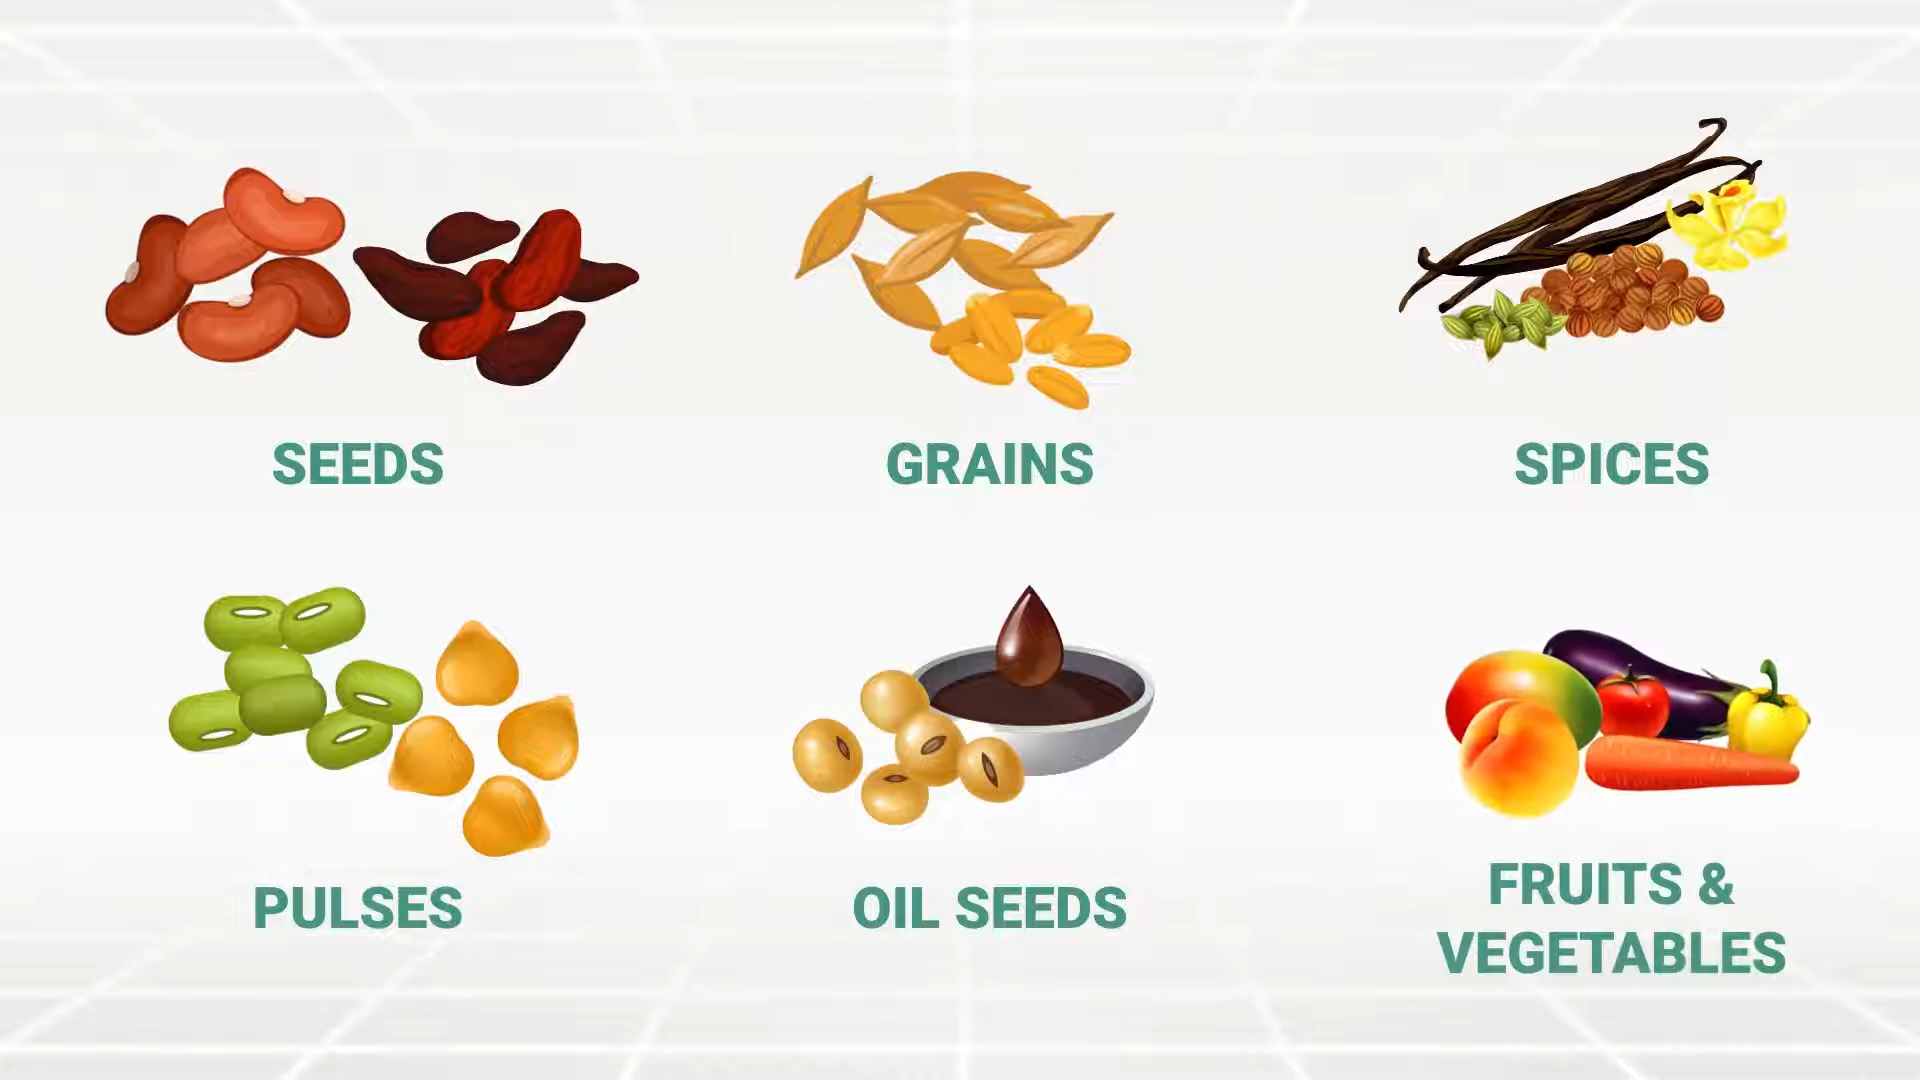 SEEDS
GRAINS
SPICES
PULSES
OIL SEEDS
FRUITS &
VEGETABLES